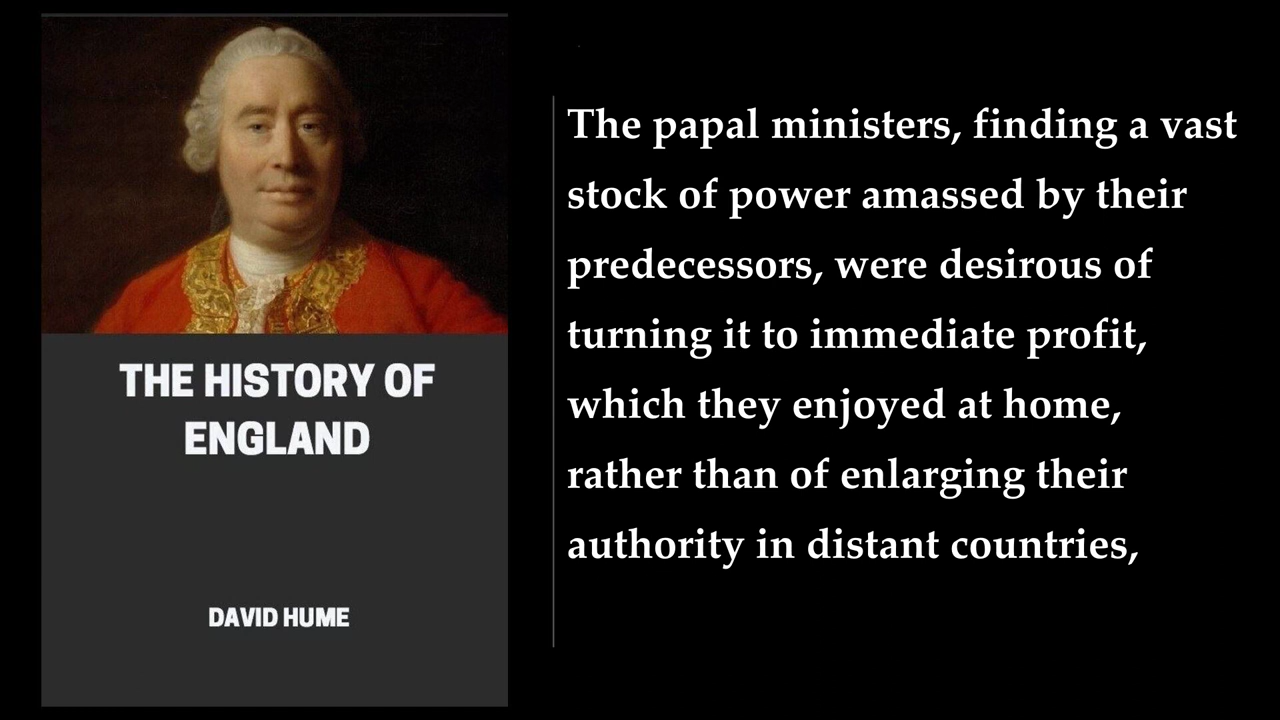 THE HISTORY OF
ENGLAND
DAVID HUME
The papal ministers, finding a vast
stock of power amassed by their
predecessors, were desirous of
turning it to immediate profit,
which they enjoyed at home,
rather than of enlarging their
authority in distant countries,